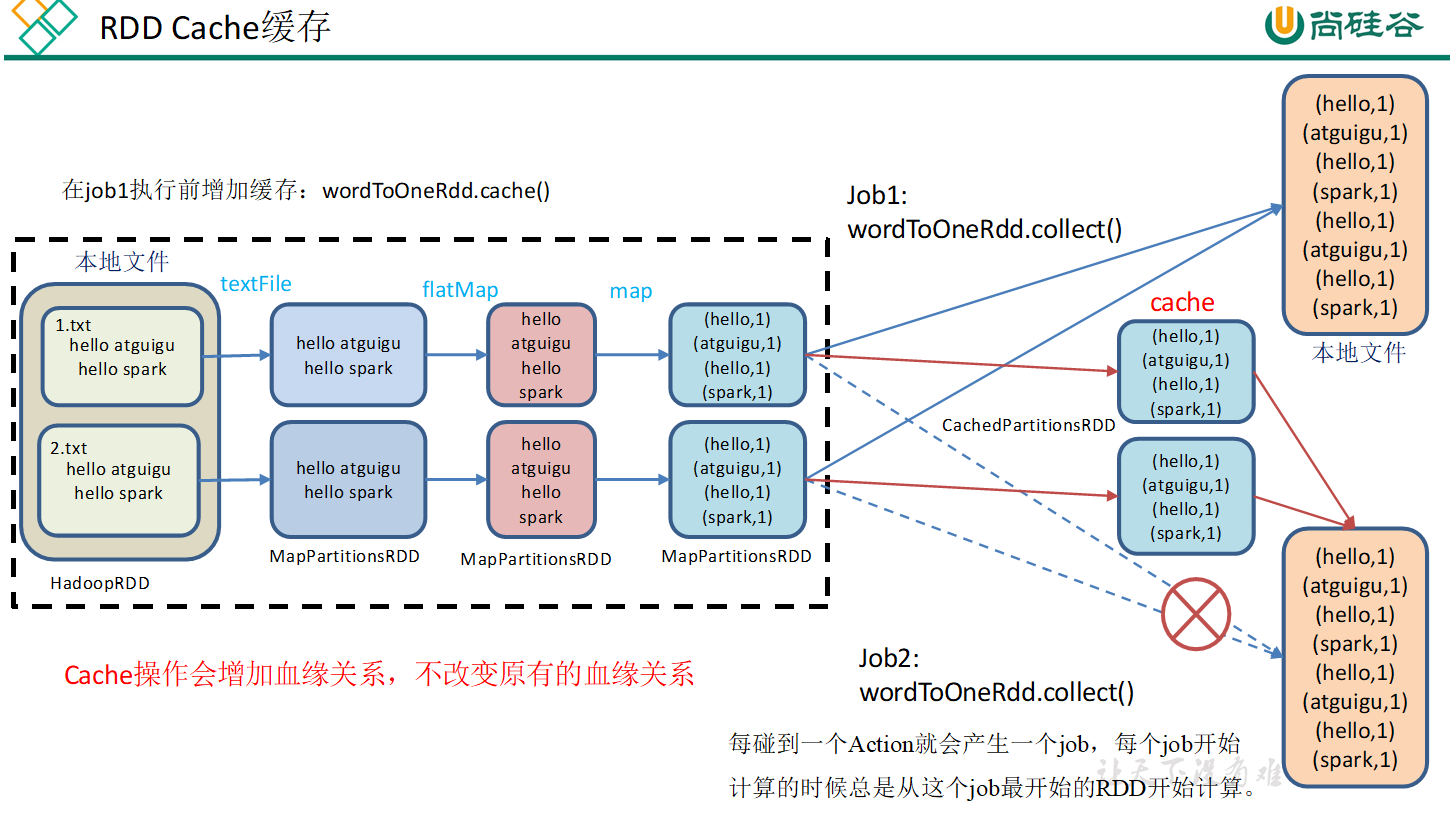 RDD Cache缓存
尚硅谷
在job1执行前增加缓存：wordToOneRdd.cache()
本地文件
textFile
flatMap
map
1.txt
hello atguigu
hello spark
hello atguigu
hello spark
hello
atguigu
hello
spark
(hello,1)
(atguigu,1)
(hello,1)
(spark,1)
2.txt
hello atguigu
hello spark
hello atguigu
hello spark
hello
atguigu
hello
spark
(hello,1)
(atguigu,1)
(hello,1)
(spark,1)
HadoopRDD
MapPartitionsRDD
MapPartitionsRDD
MapPartitionsRDD
Job1:
wordToOneRdd.collect()
(hello,1)
(atguigu,1)
(hello,1)
(spark,1)
(hello,1)
(atguigu,1)
(hello,1)
(spark,1)
本地文件
cache
(hello,1)
(atguigu,1)
(hello,1)
(spark,1)
CachedPartitionsRDD
(hello,1)
(atguigu,1)
(hello,1)
(spark,1)
(hello,1)
(atguigu,1)
(hello,1)
(spark,1)
(hello,1)
(atguigu,1)
(hello,1)
(spark,1)
Cache操作会增加血缘关系，不改变原有的血缘关系
Job2:
wordToOneRdd.collect()
每碰到一个Action就会产生一个job，每个job开始
计算的时候总是从这个job最开始的RDD开始计算。
让天下没有难